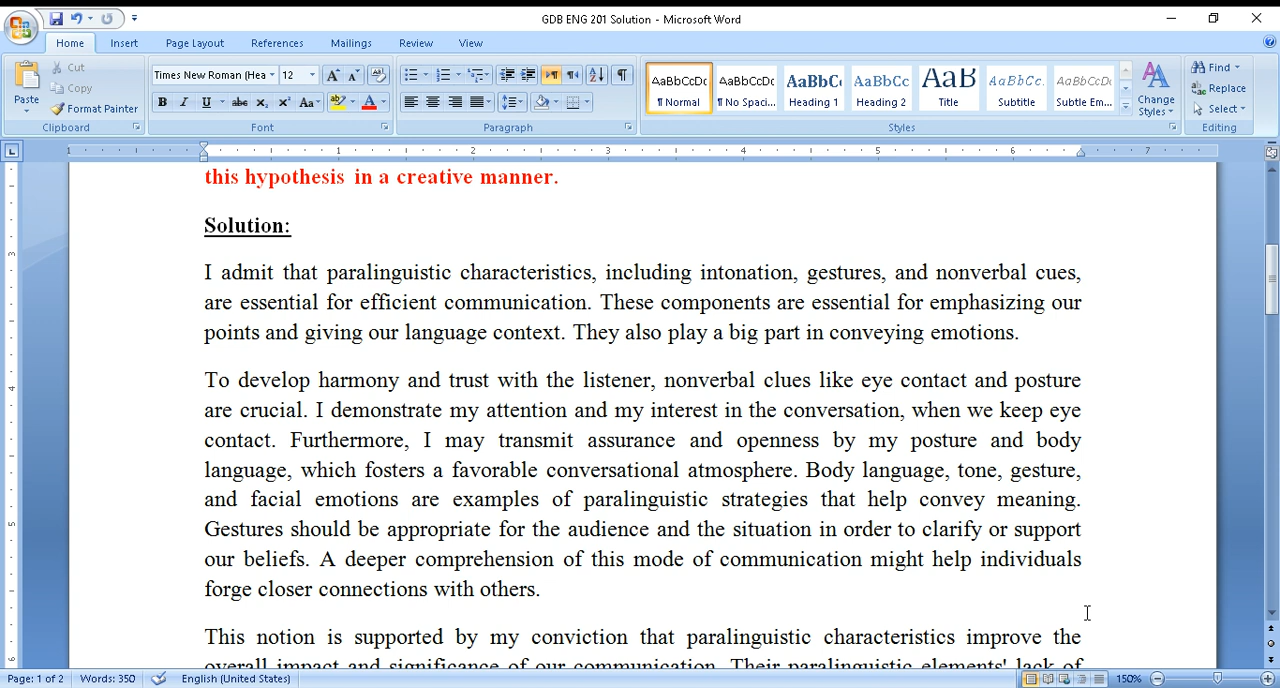 GDB ENG 201 Solution - Microsoft Word
Home Insert Page Layout References Mailings Review View
Paste
Cut
Copy
Format Painter
Clipboard
Times New Roman (Hea 12
Font
Paragraph
AaBbCcDc AaBbCcDc AaBbC AaBbCc AaB AaBbCc. AaBbCcDc
¶ Normal ¶ No Spaci... Heading 1 Heading 2 Title Subtitle Subtle Em...
Change
Styles
Styles
Find
Replace
Select
Editing
this hypothesis in a creative manner.
Solution:
I admit that paralinguistic characteristics, including intonation, gestures, and nonverbal cues,
are essential for efficient communication. These components are essential for emphasizing our
points and giving our language context. They also play a big part in conveying emotions.
To develop harmony and trust with the listener, nonverbal clues like eye contact and posture
are crucial. I demonstrate my attention and my interest in the conversation, when we keep eye
contact. Furthermore, I may transmit assurance and openness by my posture and body
language, which fosters a favorable conversational atmosphere. Body language, tone, gesture,
and facial emotions are examples of paralinguistic strategies that help convey meaning.
Gestures should be appropriate for the audience and the situation in order to clarify or support
our beliefs. A deeper comprehension of this mode of communication might help individuals
forge closer connections with others.
This notion is supported by my conviction that paralinguistic characteristics improve the
overall impact and significance of our communication. Their paralinguistic elements' lack of
Page: 1 of 2 Words: 350 English (United States) 150%